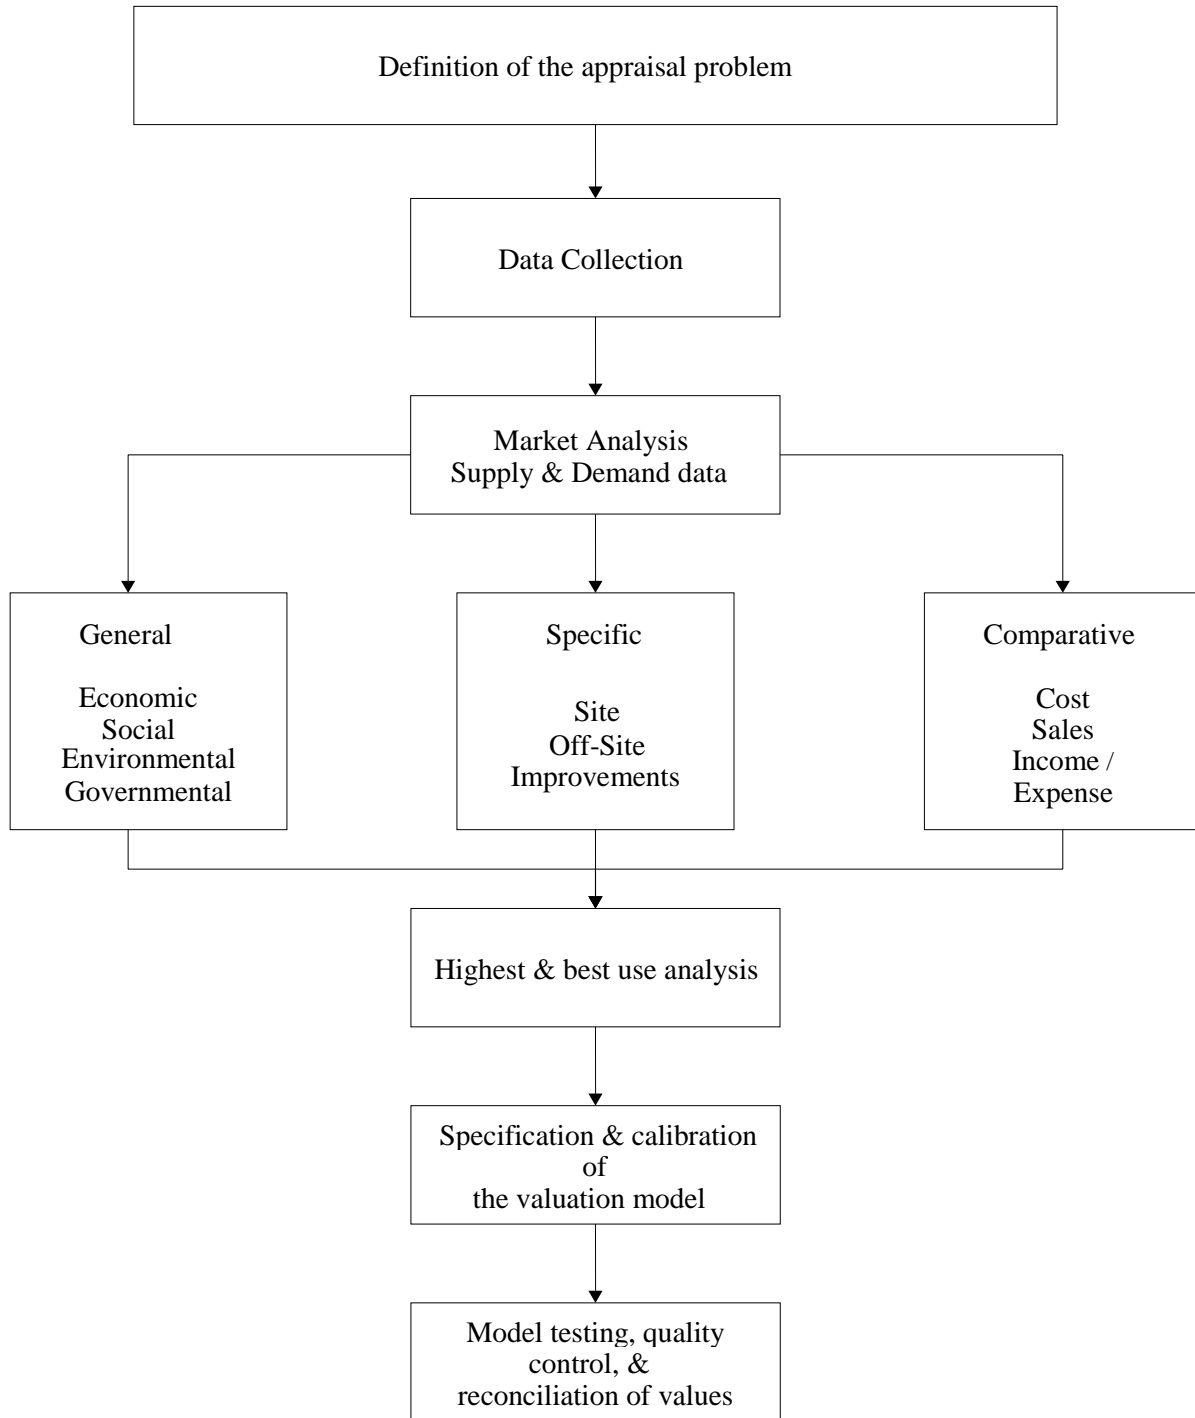 Definition of the appraisal problem
Data Collection
Market Analysis
Supply & Demand data
General
Economic
Social
Environmental
Governmental
Specific
Site
Off-Site
Improvements
Comparative
Cost
Sales
Income /
Expense
Highest & best use analysis
Specification & calibration
of
the valuation model
Model testing, quality
control, &
reconciliation of values